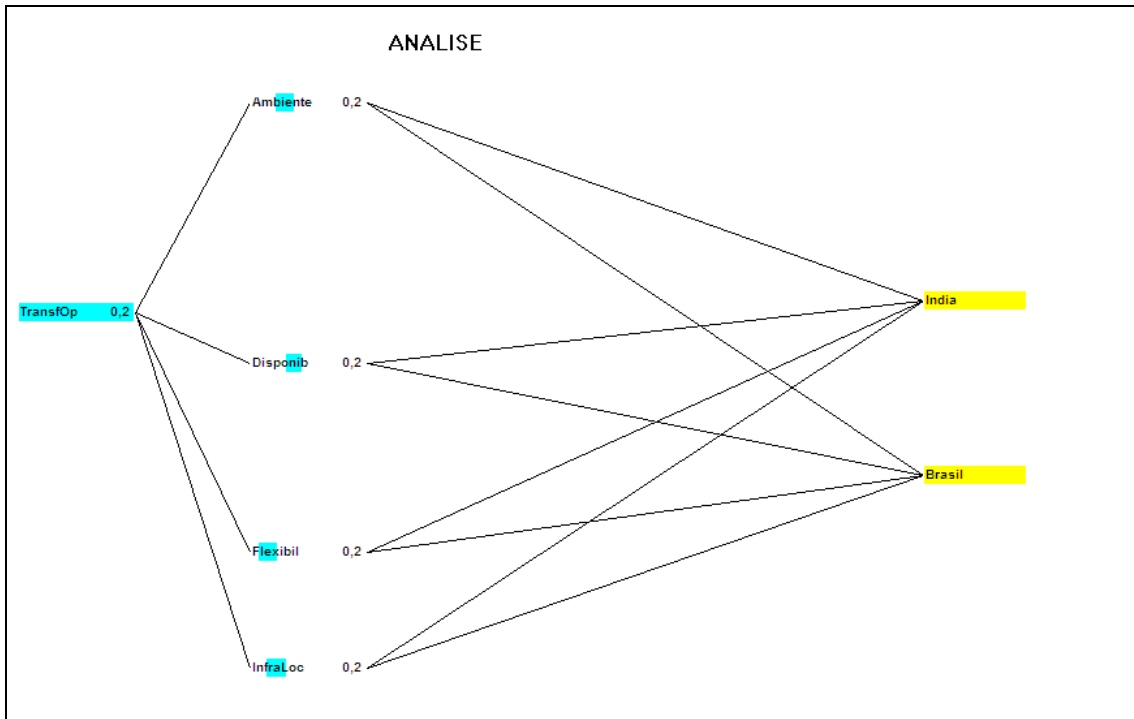 ANALISE
Ambiente 0,2
India
TransfOp 0,2
Disponib 0,2
Brasil
Flexibil 0,2
InfraLoc 0,2